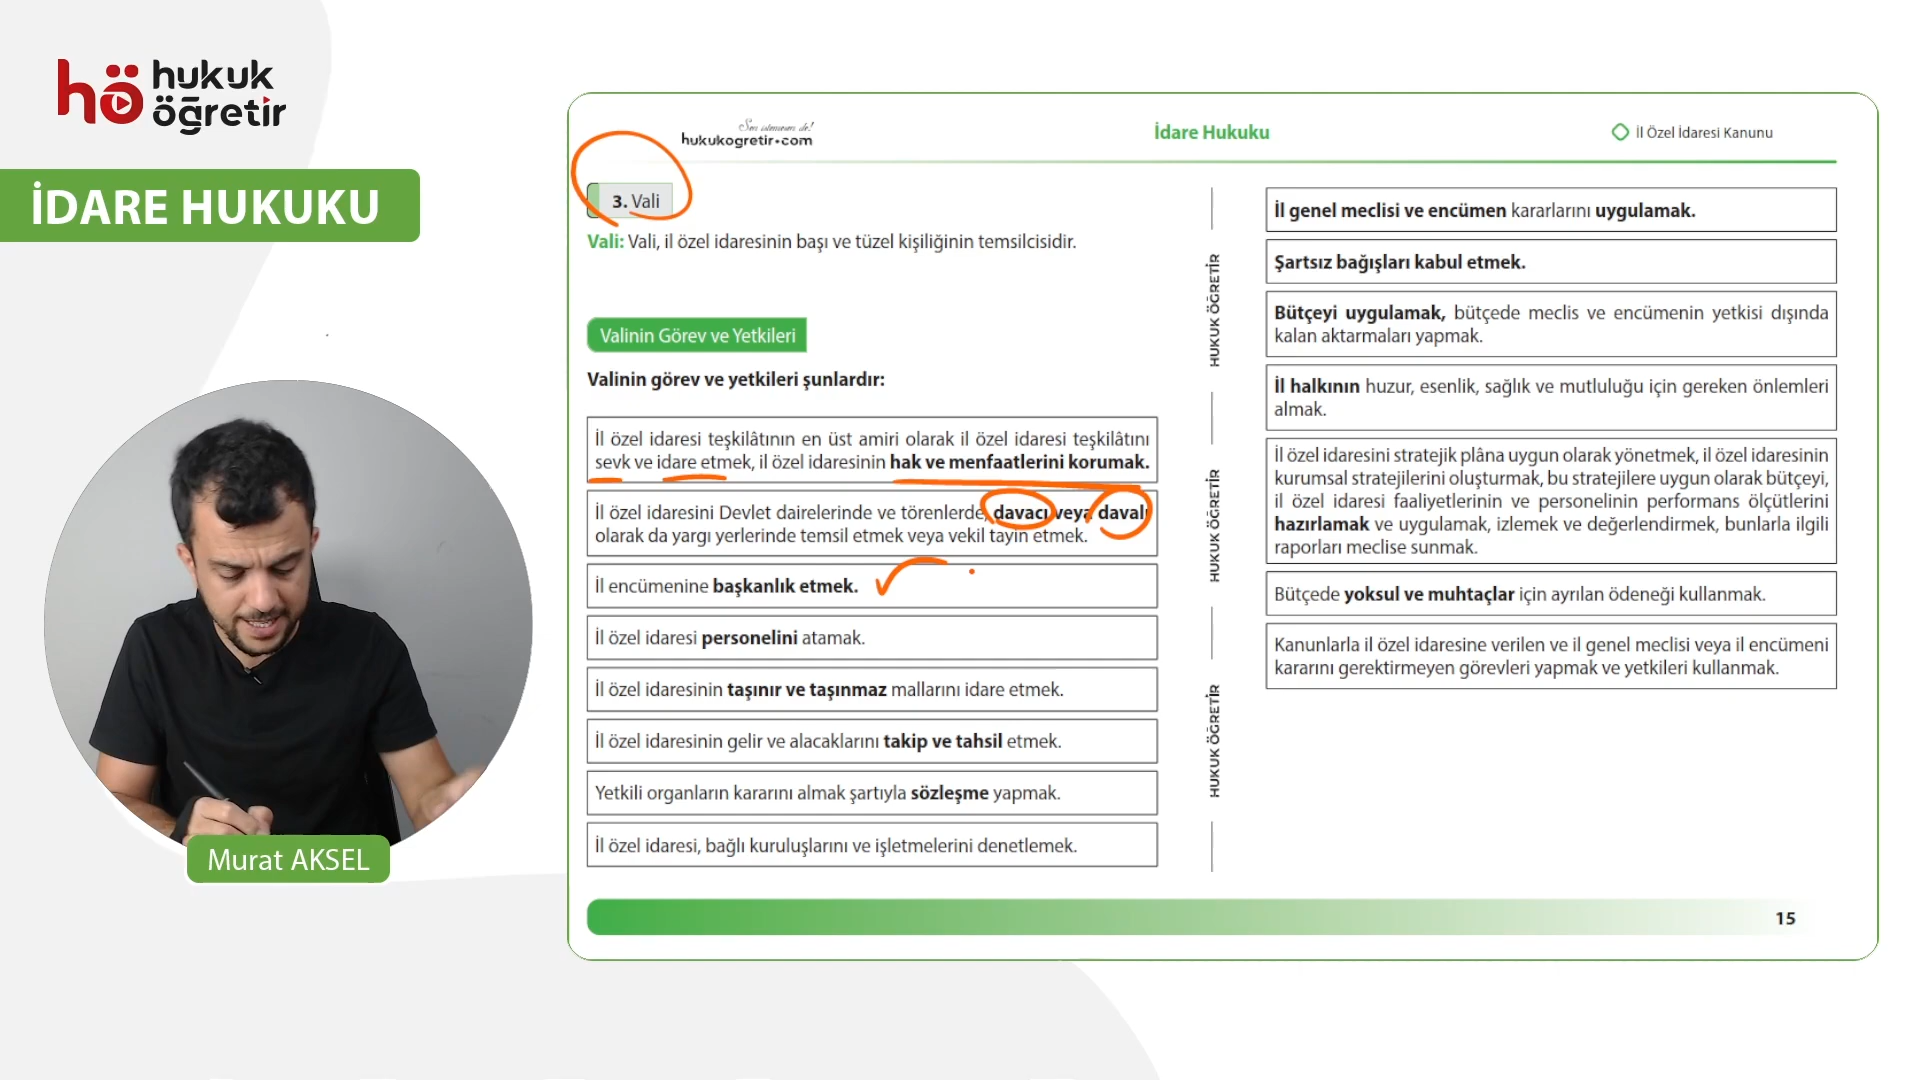 hö hukuk
öğretir
İDARE HUKUKU
Murat AKSEL
Sen istemesen de!
hukukogretir.com
İdare Hukuku
İl Özel İdaresi Kanunu
3. Vali
Vali: Vali, il özel idaresinin başı ve tüzel kişiliğinin temsilcisidir.
Valinin Görev ve Yetkileri
Valinin görev ve yetkileri şunlardır:
İl özel idaresi teşkilâtının en üst amiri olarak il özel idaresi teşkilâtını
sevk ve idare etmek, il özel idaresinin hak ve menfaatlerini korumak.
İl özel idaresini Devlet dairelerinde ve törenlerde, davacı veya davalı
olarak da yargı yerlerinde temsil etmek veya vekil tayin etmek.
İl encümenine başkanlık etmek.
İl özel idaresi personelini atamak.
İl özel idaresinin taşınır ve taşınmaz mallarını idare etmek.
İl özel idaresinin gelir ve alacaklarını takip ve tahsil etmek.
Yetkili organların kararını almak şartıyla sözleşme yapmak.
İl özel idaresi, bağlı kuruluşlarını ve işletmelerini denetlemek.
HUKUK ÖĞRETİR
HUKUK ÖĞRETİR
HUKUK ÖĞRETİR
İl genel meclisi ve encümen kararlarını uygulamak.
Şartsız bağışları kabul etmek.
Bütçeyi uygulamak, bütçede meclis ve encümenin yetkisi dışında
kalan aktarmaları yapmak.
İl halkının huzur, esenlik, sağlık ve mutluluğu için gereken önlemleri
almak.
İl özel idaresini stratejik plâna uygun olarak yönetmek, il özel idaresinin
kurumsal stratejilerini oluşturmak, bu stratejilere uygun olarak bütçeyi,
il özel idaresi faaliyetlerinin ve personelinin performans ölçütlerini
hazırlamak ve uygulamak, izlemek ve değerlendirmek, bunlarla ilgili
raporları meclise sunmak.
Bütçede yoksul ve muhtaçlar için ayrılan ödeneği kullanmak.
Kanunlarla il özel idaresine verilen ve il genel meclisi veya il encümeni
kararını gerektirmeyen görevleri yapmak ve yetkileri kullanmak.
15